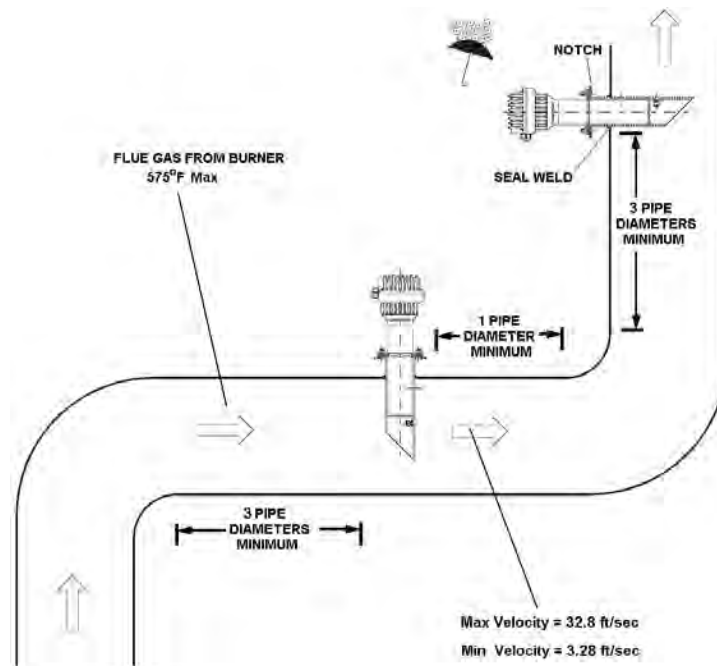 NOTCH
FLUE GAS FROM BURNER
575°F Max
SEAL WELD
3 PIPE
DIAMETERS
MINIMUM
1 PIPE
DIAMETER
MINIMUM
3 PIPE
DIAMETERS
MINIMUM
Max Velocity = 32.8 ft/sec
Min Velocity = 3.28 ft/sec